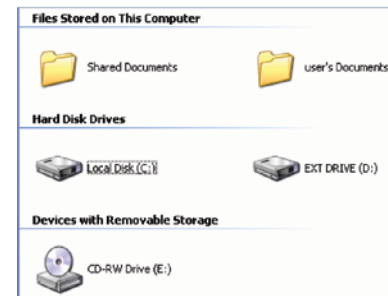 Files Stored on This Computer
Shared Documents
user's Documents
Hard Disk Drives
Local Disk (C:)
EXT DRIVE (D:)
Devices with Removable Storage
CD-RW Drive (E:)